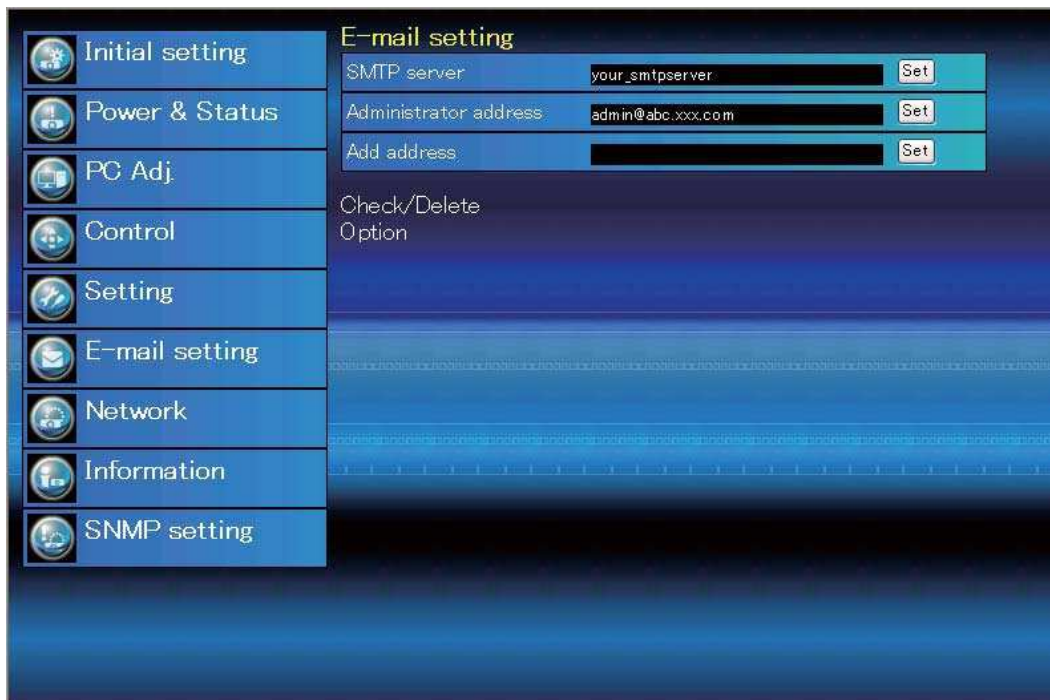 Initial setting
Power & Status
PC Adj.
Control
Setting
E-mail setting
Network
Information
SNMP setting
E-mail setting
SMTP server your_smtpserver Set
Administrator address admin@abc.xxx.com Set
Add address Set
Check/Delete
Option